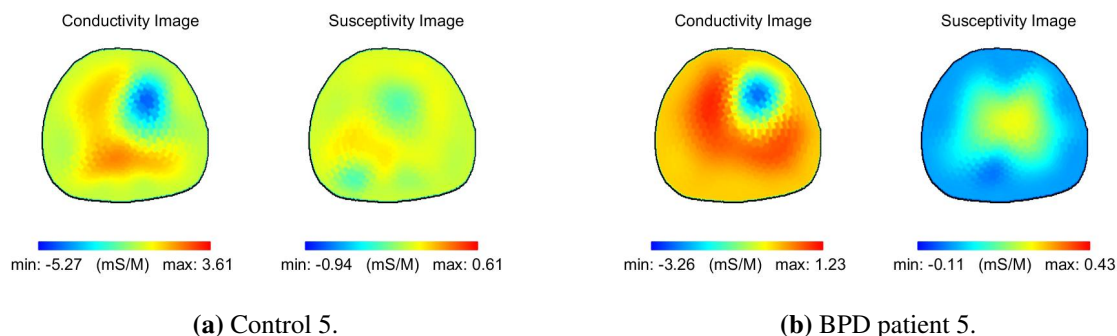 Conductivity Image Susceptivity Image Conductivity Image Susceptivity Image
min: -5.27 (mS/M) max: 3.61 min: -0.94 (mS/M) max: 0.61 min: -3.26 (mS/M) max: 1.23 min: -0.11 (mS/M) max: 0.43
(a) Control 5. (b) BPD patient 5.